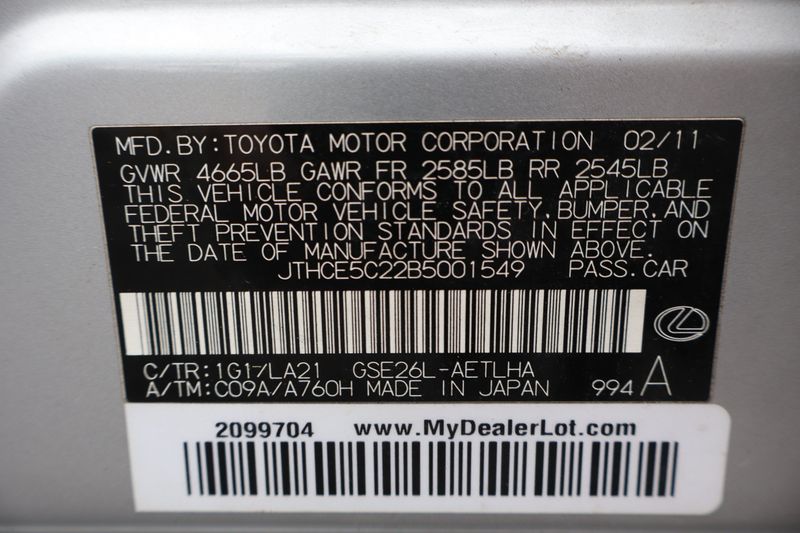 MFD.BY:TOYOTA MOTOR CORPORATION 02/11
GVWR 4665LB GAWR FR 2585LB RR 2545LB
THIS VEHICLE CONFORMS TO ALL APPLICABLE
FEDERAL MOTOR VEHICLE SAFETY,BUMPER,AND
THEFT PREVENTION STANDARDS IN EFFECT ON
THE DATE OF MANUFACTURE SHOWN ABOVE.
JTHCE5C22B5001549 PASS.CAR
C/TR:1G1/LA21 GSE26L-AETLHA
A/TM:C09A/A760H MADE IN JAPAN 994 A
2099704 www.MyDealerLot.com